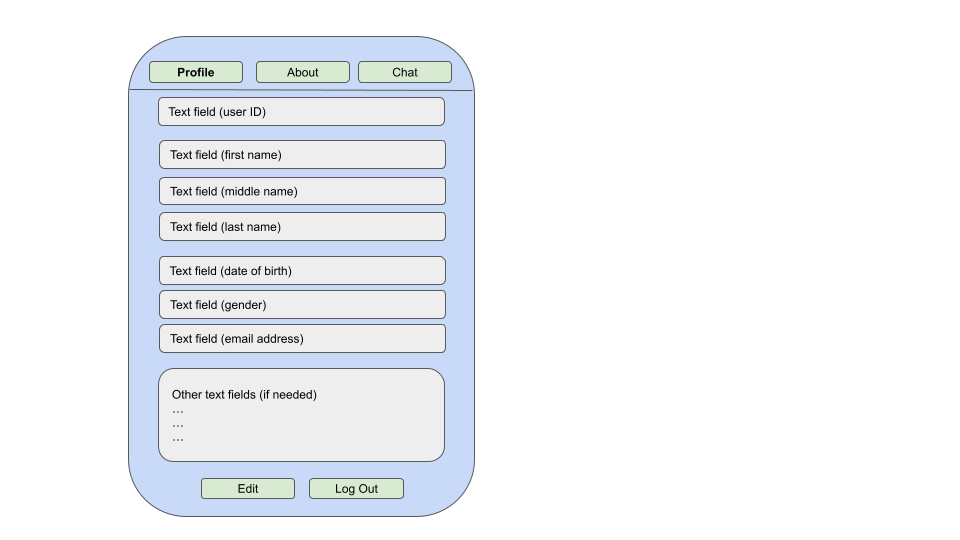 Profile About Chat
Text field (user ID)
Text field (first name)
Text field (middle name)
Text field (last name)
Text field (date of birth)
Text field (gender)
Text field (email address)
Other text fields (if needed)
...
...
...
Edit Log Out